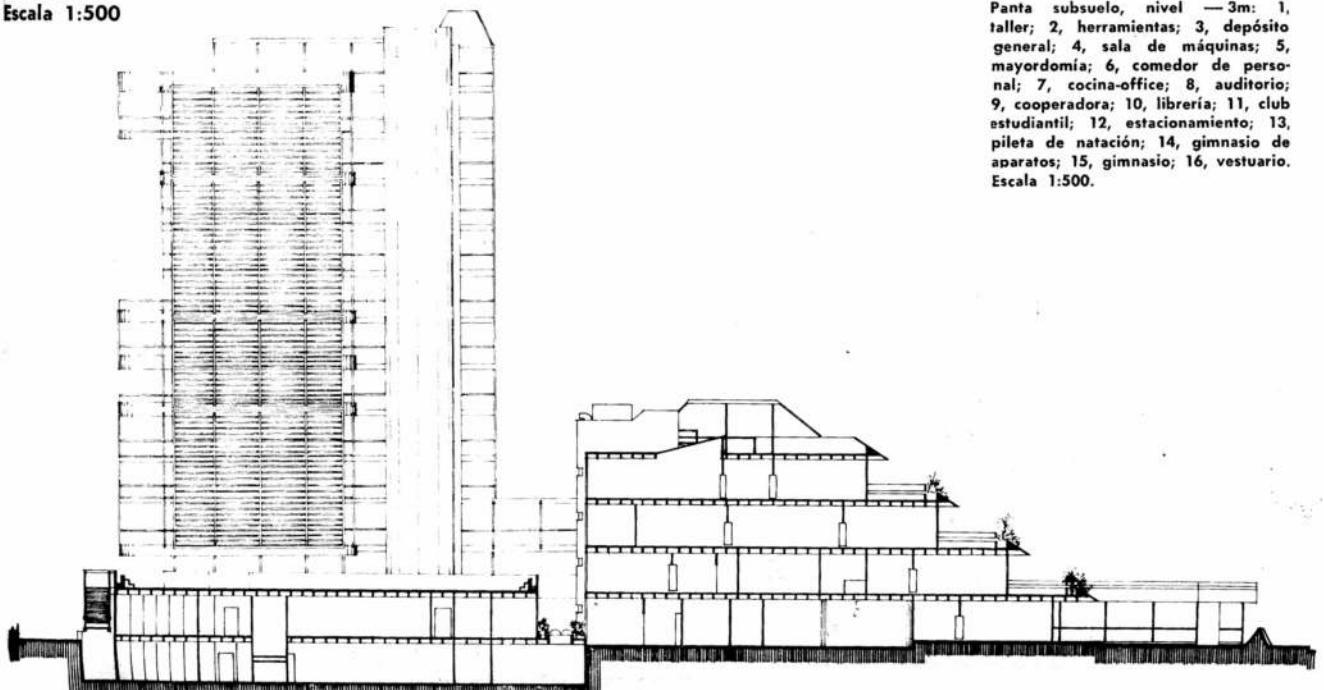 Escala 1:500
Panta subsuelo, nivel — 3m: 1,
taller; 2, herramientas; 3, depósito
general; 4, sala de máquinas; 5,
mayordomía; 6, comedor de perso-
nal; 7, cocina-office; 8, auditorio;
9, cooperadora; 10, librería; 11, club
estudiantil; 12, estacionamiento; 13,
pileta de natación; 14, gimnasio de
aparatos; 15, gimnasio; 16, vestuario.
Escala 1:500.